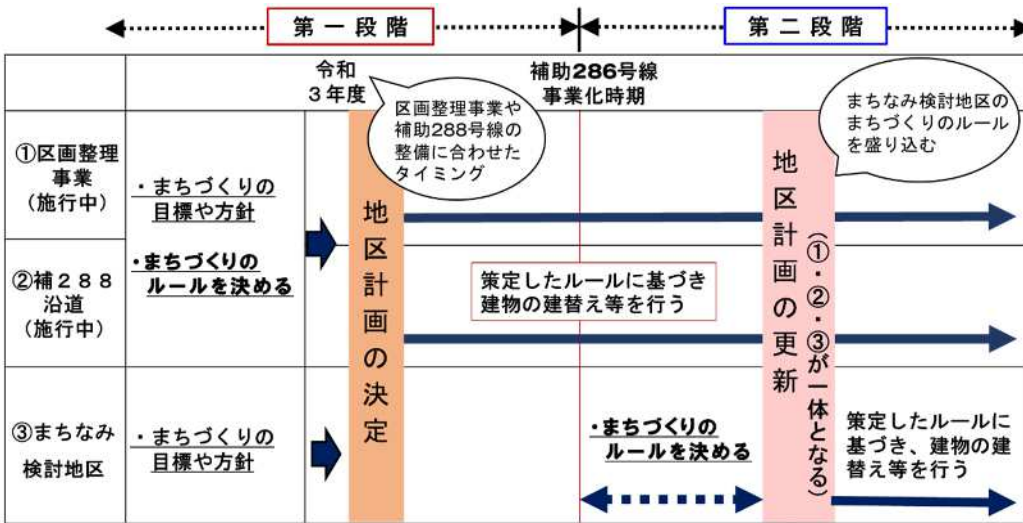 第一段階
第二段階
令和
３年度
補助286号線
事業化時期
区画整理事業や
補助288号線の
整備に合わせた
タイミング
まちなみ検討地区の
まちづくりのルール
を盛り込む
①区画整理
事業
(施行中)
・まちづくりの
目標や方針
・まちづくりの
ルールを決める
②補２８８
沿道
(施行中)
地区計画の決定
策定したルールに基づき
建物の建替え等を行う
地区計画の更新
(①・②・③が一体となる)
③まちなみ
検討地区
・まちづくりの
目標や方針
・まちづくりの
ルールを決める
策定したルールに
基づき、建物の建
替え等を行う